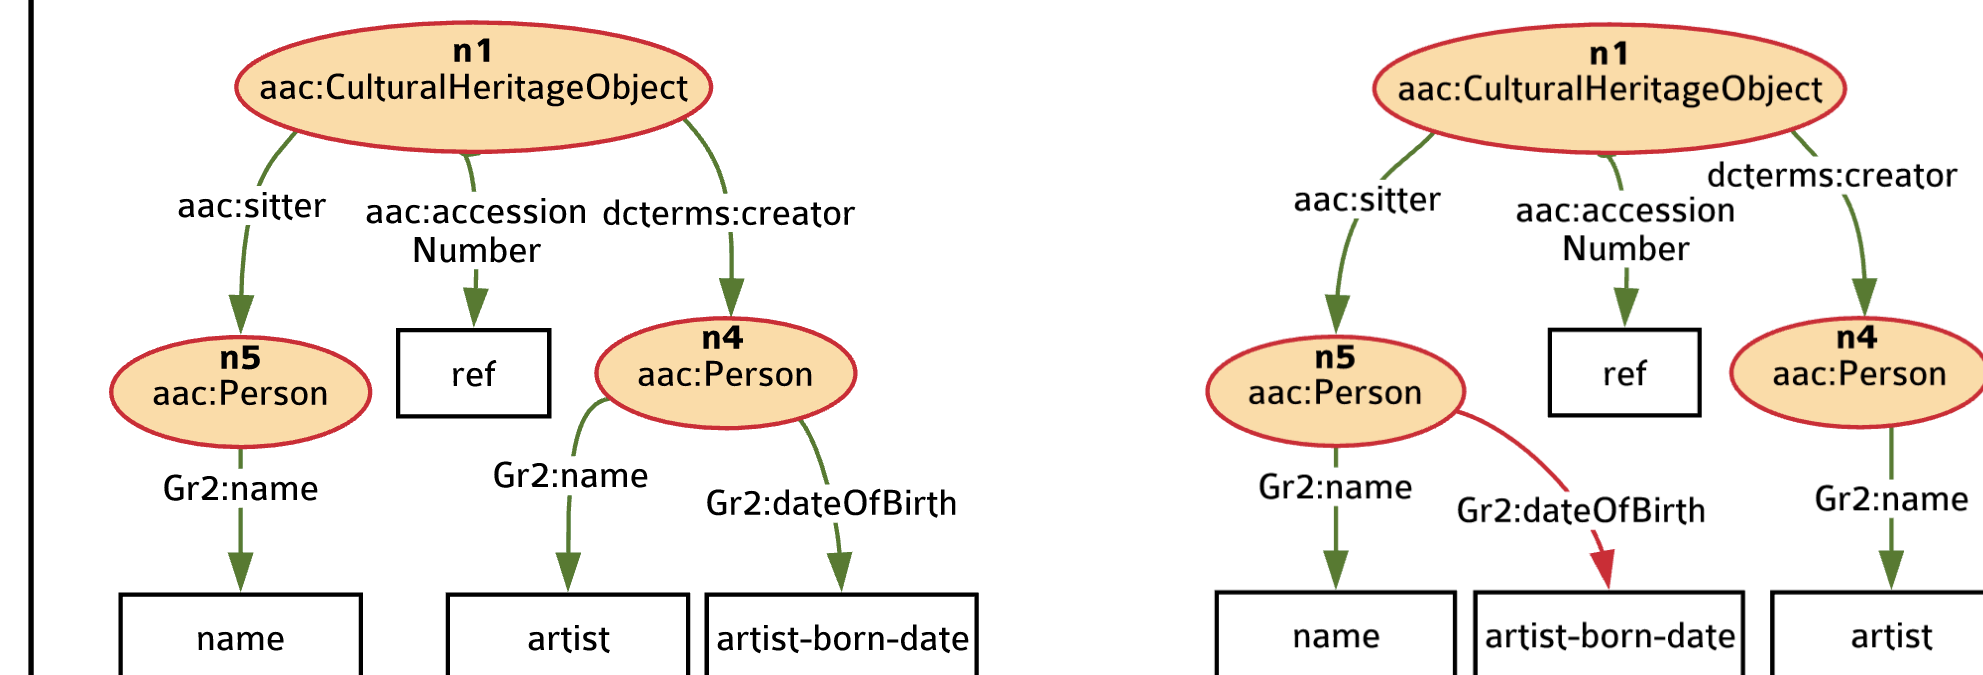 n1
aac:CulturalHeritageObject
aac:sitter
aac:accession
Number
dcterms:creator
n5
aac:Person
ref
n4
aac:Person
Gr2:name
Gr2:name
Gr2:dateOfBirth
name
artist
artist-born-date
n1
aac:CulturalHeritageObject
aac:sitter
aac:accession
Number
dcterms:creator
n5
aac:Person
ref
n4
aac:Person
Gr2:name
Gr2:dateOfBirth
Gr2:name
name
artist-born-date
artist